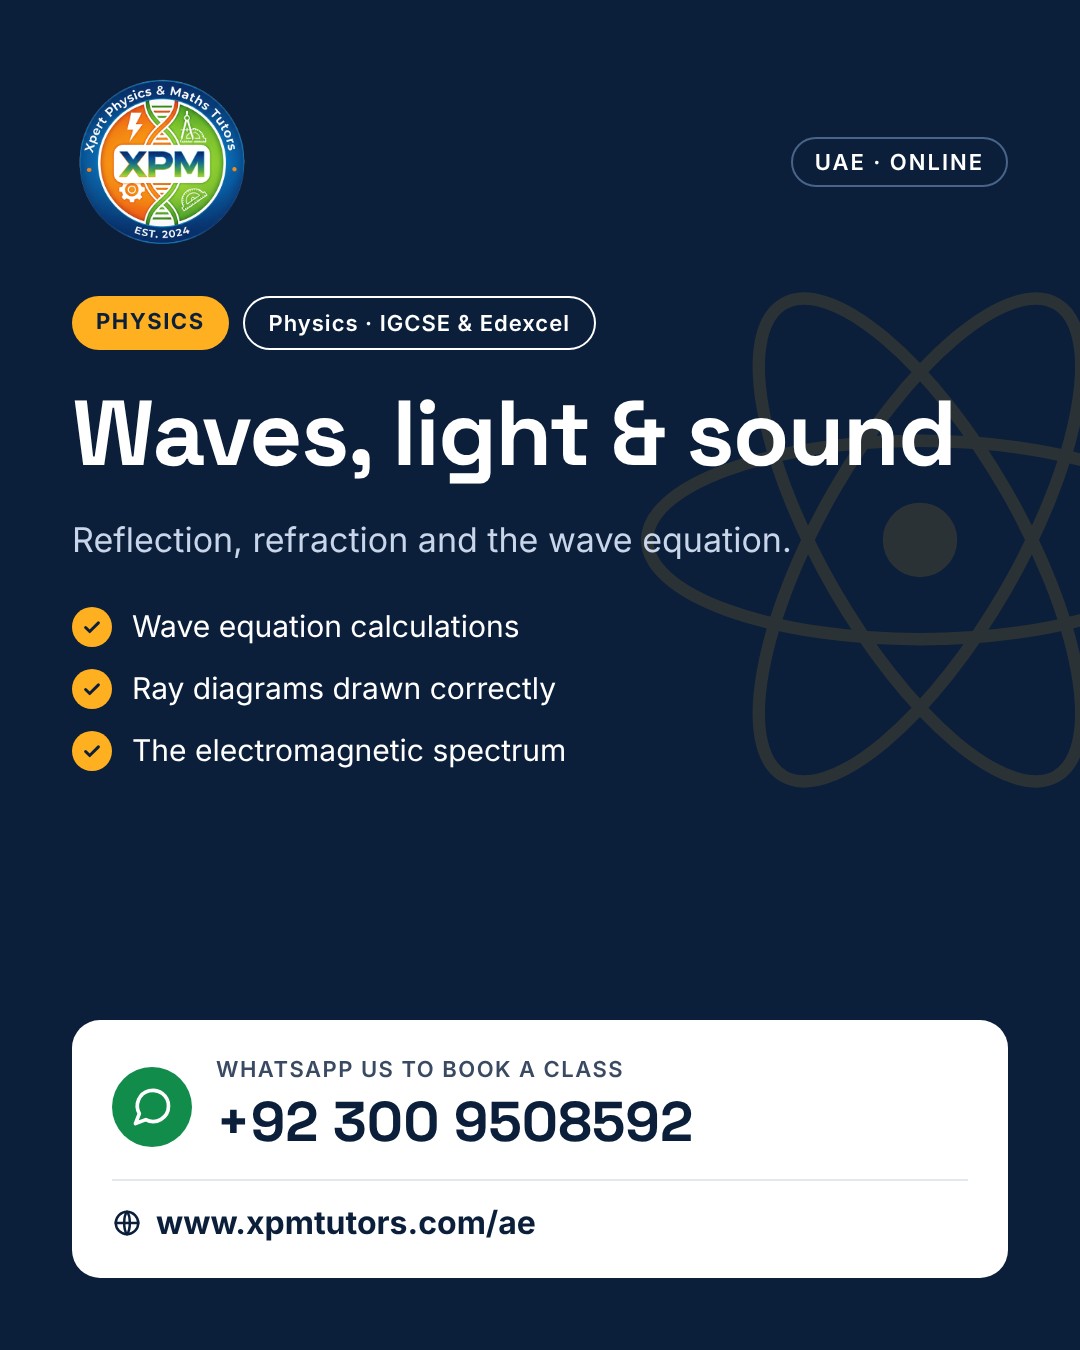 Xpert Physics & Maths Tutors
XPM
EST. 2024
UAE · ONLINE
PHYSICS
Physics · IGCSE & Edexcel
Waves, light & sound
Reflection, refraction and the wave equation.
Wave equation calculations
Ray diagrams drawn correctly
The electromagnetic spectrum
WHATSAPP US TO BOOK A CLASS
+92 300 9508592
www.xpmtutors.com/ae